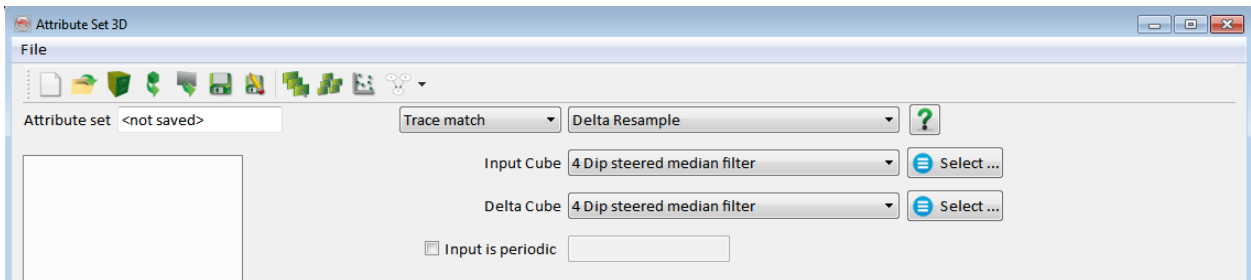 Attribute Set 3D
File
Attribute set <not saved> Trace match Delta Resample ?
Input Cube 4 Dip steered median filter Select ...
Delta Cube 4 Dip steered median filter Select ...
Input is periodic